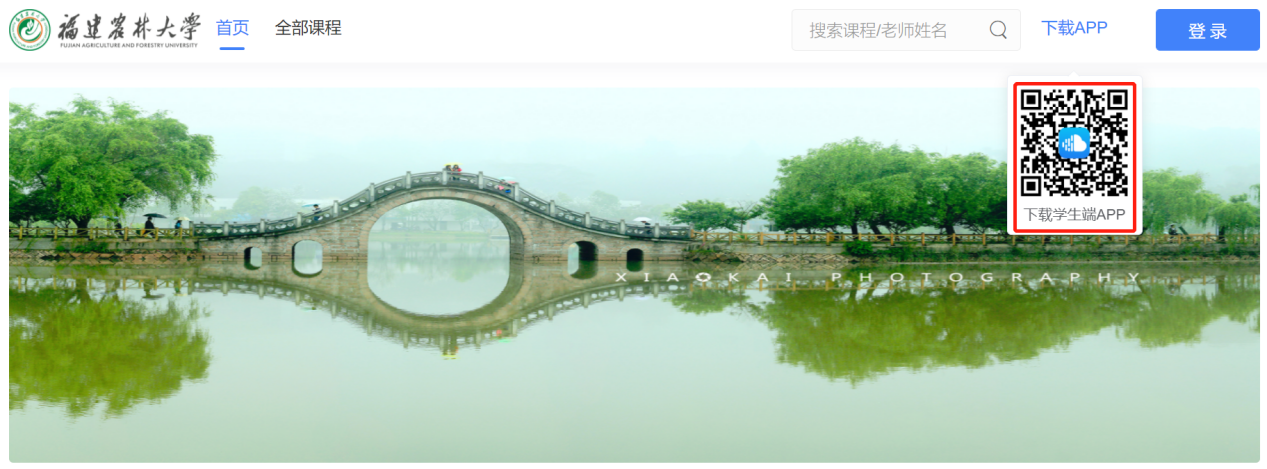 福建农林大学
FUJIAN AGRICULTURE AND FORESTRY UNIVERSITY
首页
全部课程
搜索课程/老师姓名
下载APP
登录
下载学生端APP
XIAOKAI PHOTOGRAPHY